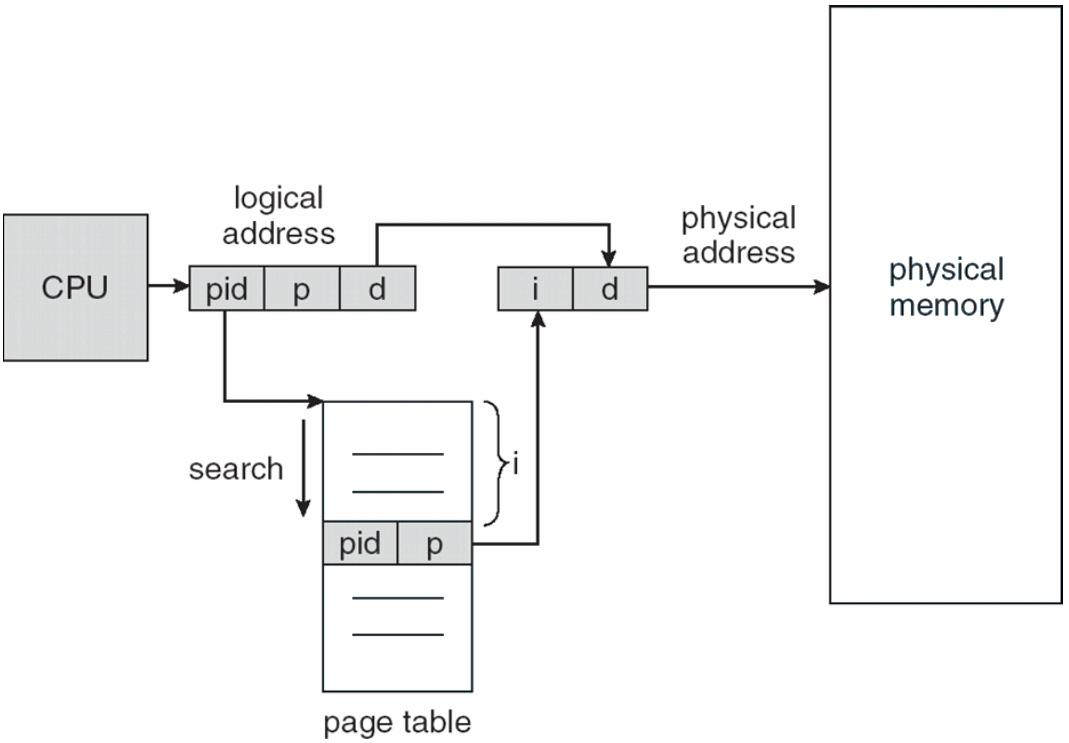 logical
address
physical
address
CPU
pid
p
d
i
d
physical
memory
search
i
pid
p
page table